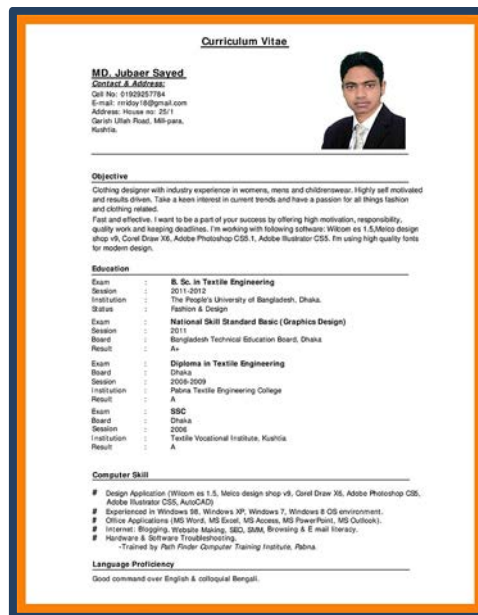 Curriculum Vitae
MD. Jubaer Sayed
Contact & Address:
Cell No: 01929257784
E-mail: rrridoy18@gmail.com
Address: House no: 25/1
Garish Ullah Road, Mill-para,
Kushtia.
Objective
Clothing designer with industry experience in womens, mens and childrenswear. Highly self motivated
and results driven. Take a keen interest in current trends and have a passion for all things fashion
and clothing related.
Fast and effective. I want to be a part of your success by offering high motivation, responsibility,
quality work and keeping deadlines. I'm working with following software: Wilcom es 1.5,Melco design
shop v9, Corel Draw X6, Adobe Photoshop CS5.1, Adobe Illustrator CS5. I'm using high quality fonts
for modern design.
Education
Exam : B. Sc. in Textile Engineering
Session : 2011-2012
Institution : The People's University of Bangladesh, Dhaka.
Status : Fashion & Design
Exam : National Skill Standard Basic (Graphics Design)
Session : 2011
Board : Bangladesh Technical Education Board, Dhaka
Result : A+
Exam : Diploma in Textile Engineering
Board : Dhaka
Session : 2008-2009
Institution : Pabna Textile Engineering College
Result : A
Exam : SSC
Board : Dhaka
Session : 2006
Institution : Textile Vocational Institute, Kushtia
Result : A
Computer Skill
# Design Application (Wilcom es 1.5, Melco design shop v9, Corel Draw X6, Adobe Photoshop CS5,
Adobe Illustrator CS5, AutoCAD)
# Experienced in Windows 98, Windows XP, Windows 7, Windows 8 OS environment.
# Office Applications (MS Word, MS Excel, MS Access, MS PowerPoint, MS Outlook).
# Internet: Blogging, Website Making, SEO, SMM, Browsing & E mail literacy.
# Hardware & Software Troubleshooting.
-Trained by Path Finder Computer Training Institute, Pabna.
Language Proficiency
Good command over English & colloquial Bengali.